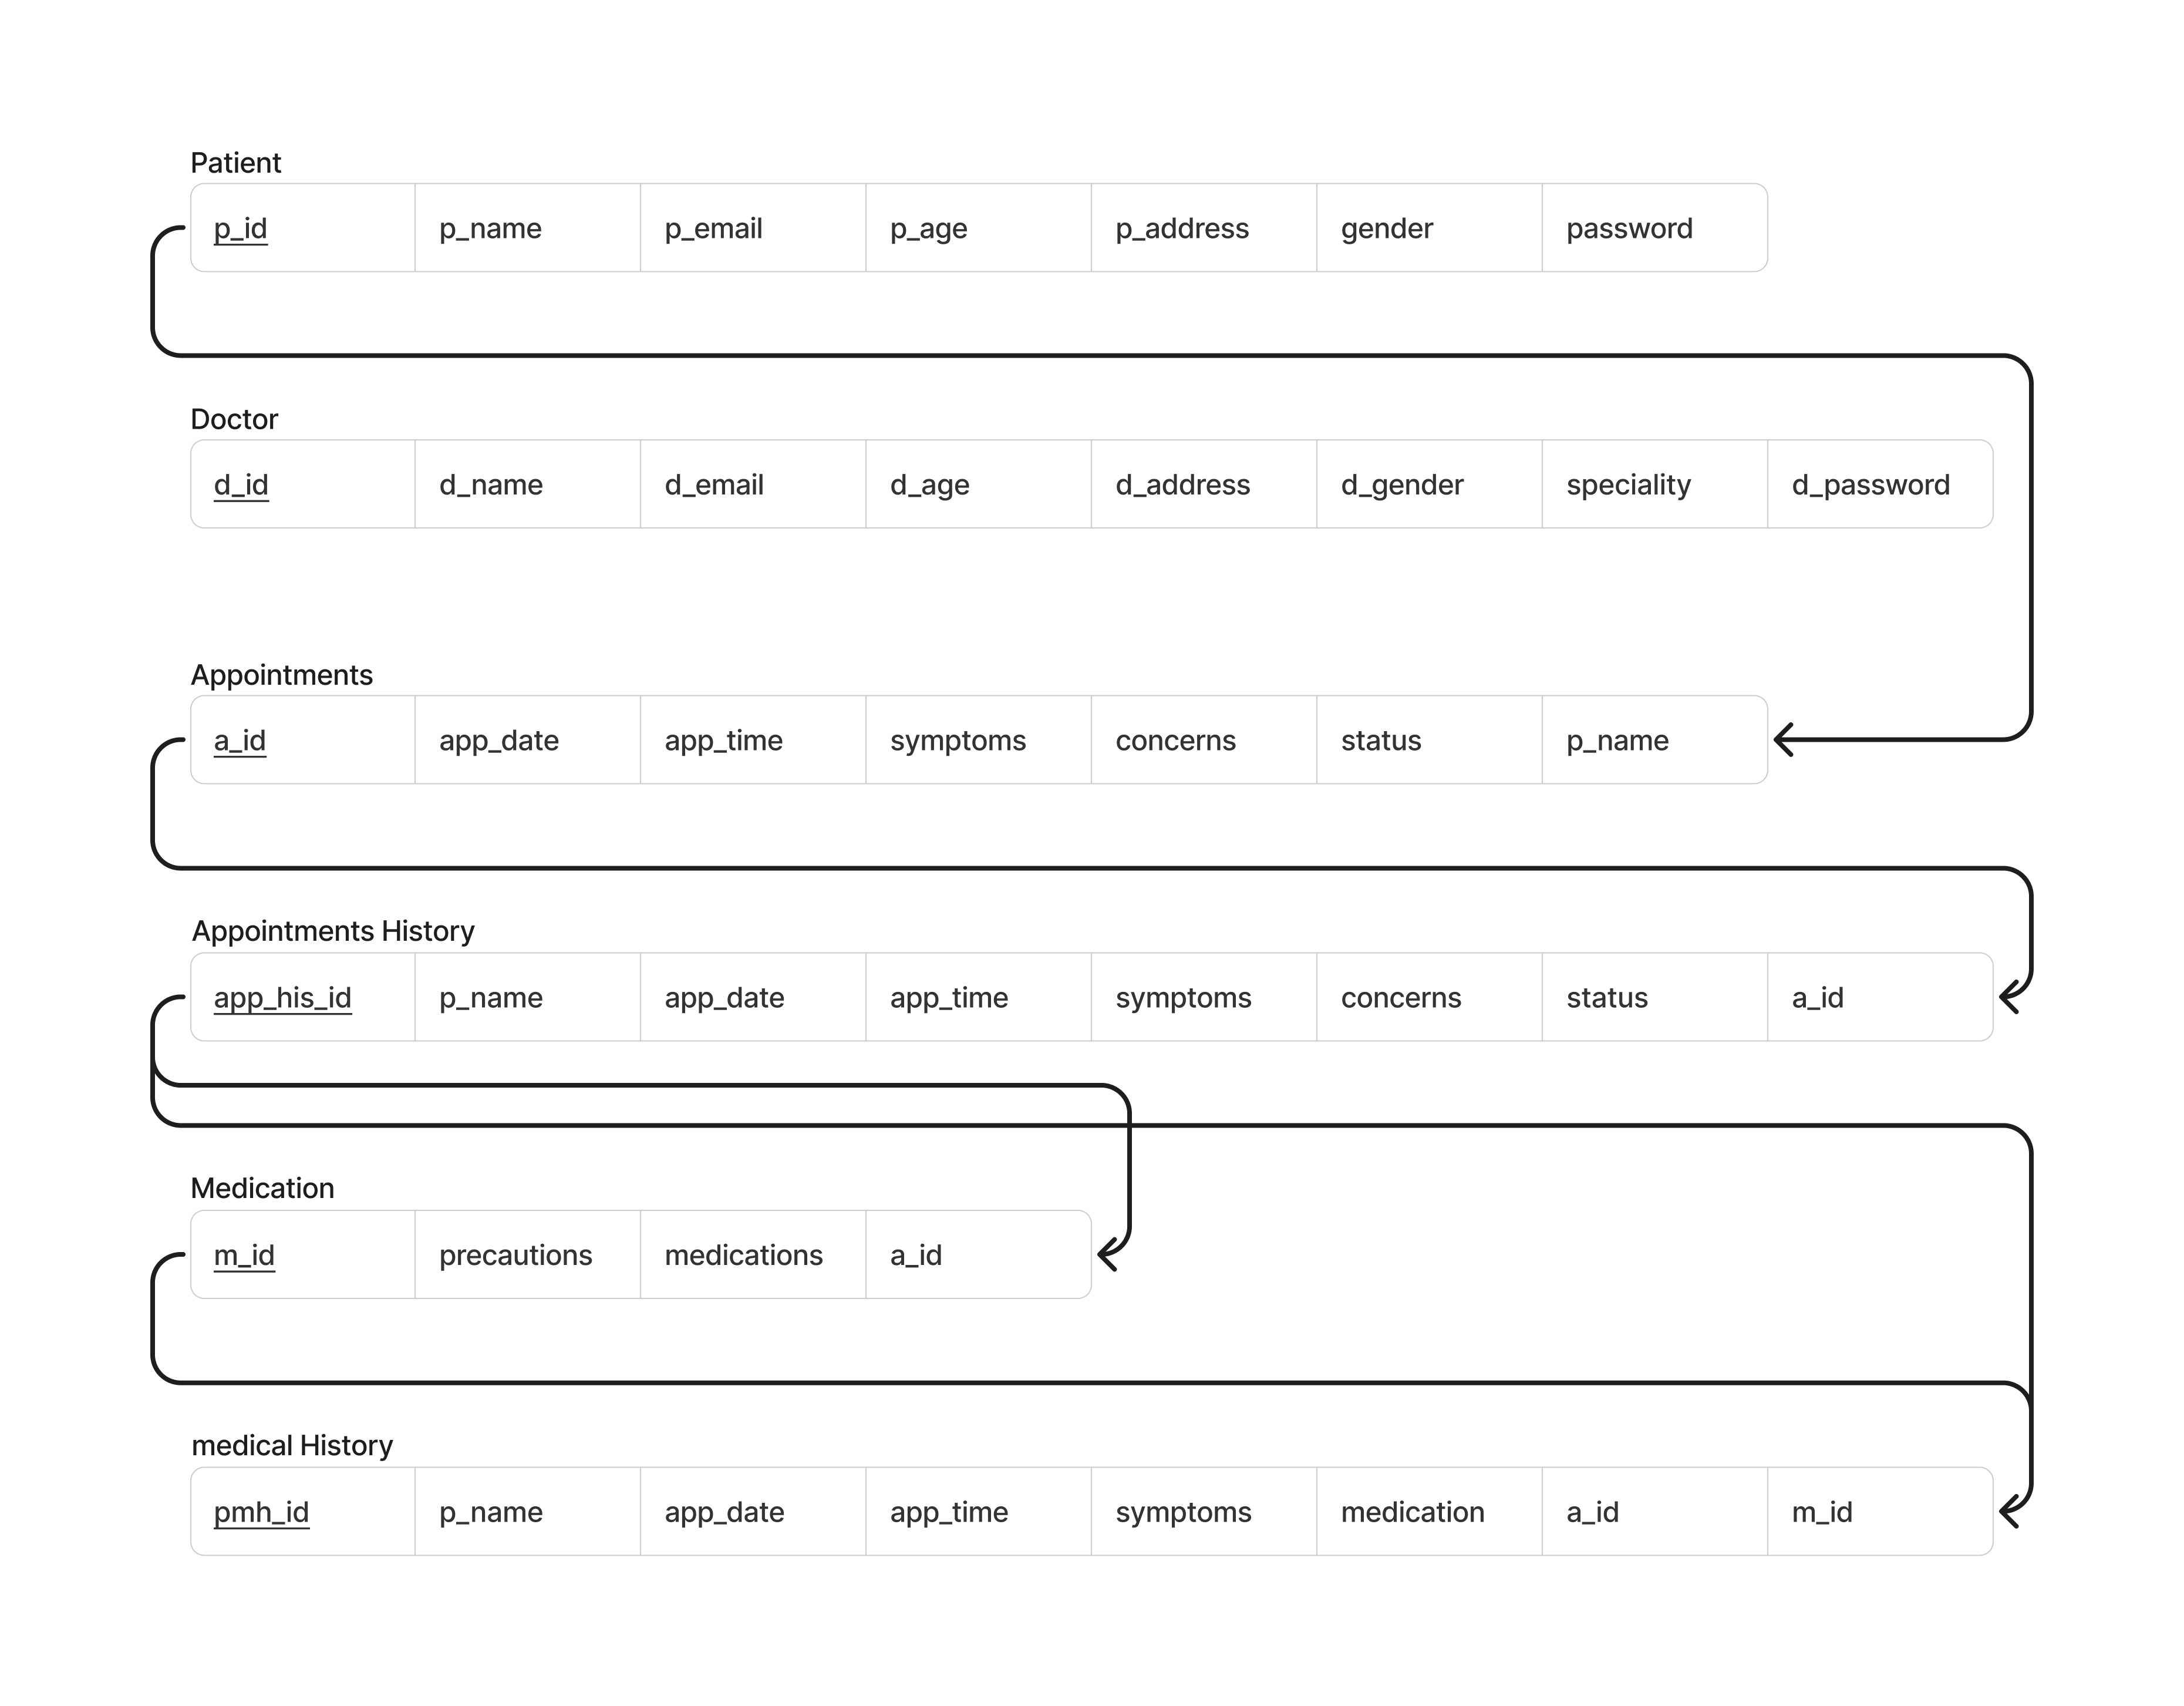 Patient
p_id p_name p_email p_age p_address gender password
Doctor
d_id d_name d_email d_age d_address d_gender speciality d_password
Appointments
a_id app_date app_time symptoms concerns status p_name
Appointments History
app_his_id p_name app_date app_time symptoms concerns status a_id
Medication
m_id precautions medications a_id
medical History
pmh_id p_name app_date app_time symptoms medication a_id m_id